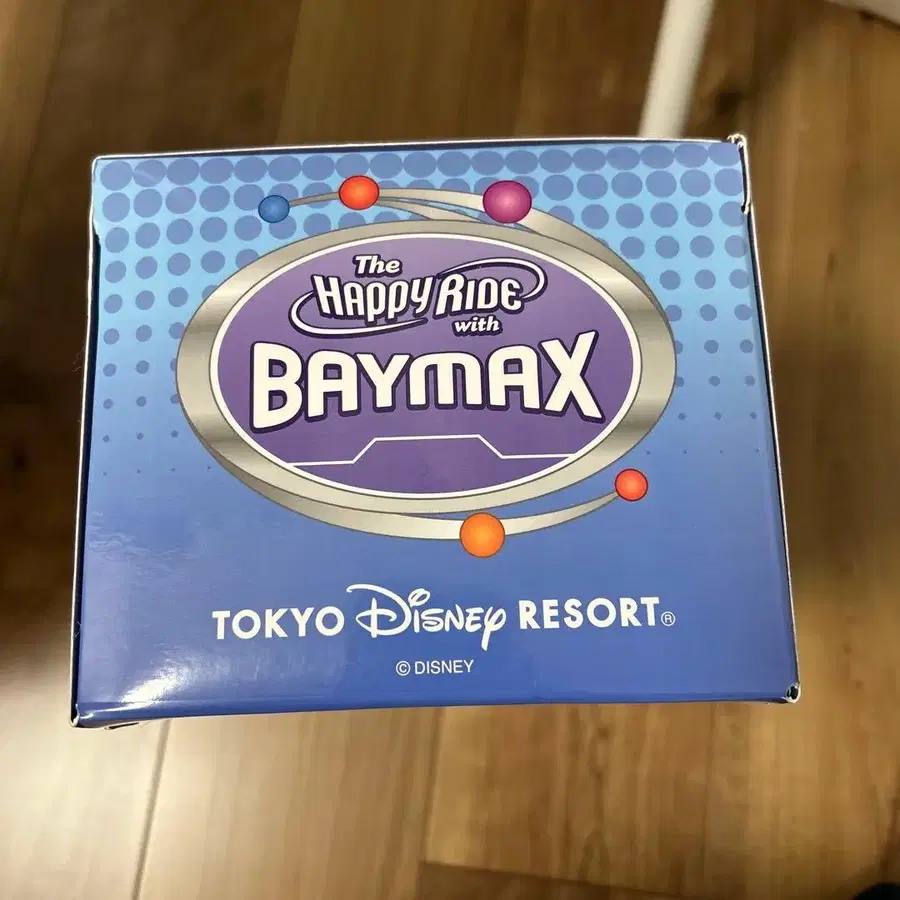 The
HAPPY RIDE
with
BAYMAX
TOKYO DISNEY RESORT®
© DISNEY